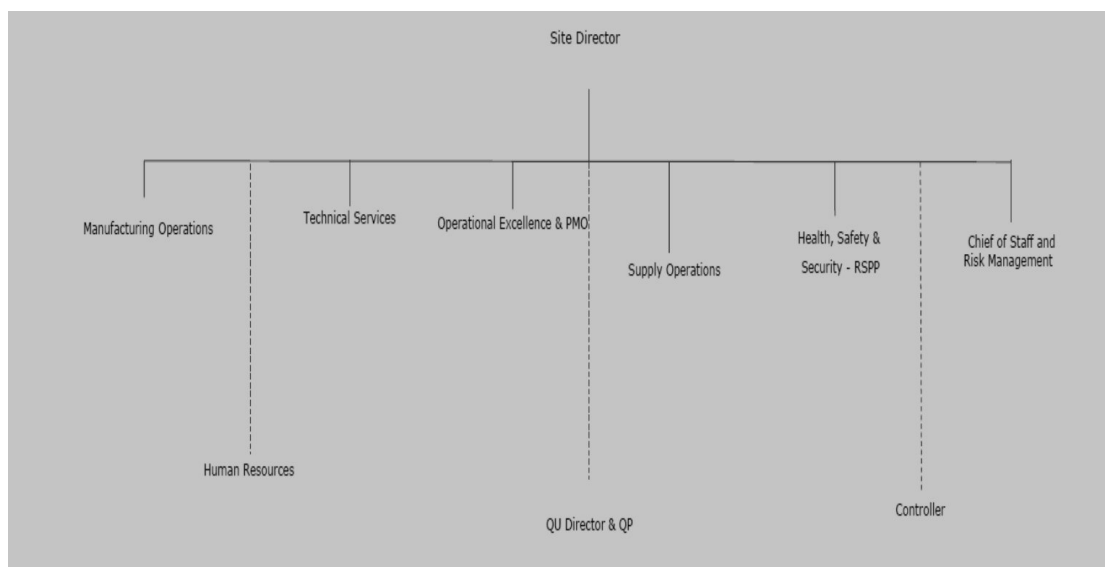 Site Director
Manufacturing Operations
Technical Services
Operational Excellence & PMO
Supply Operations
Health, Safety &
Security - RSPP
Chief of Staff and
Risk Management
Human Resources
QU Director & QP
Controller